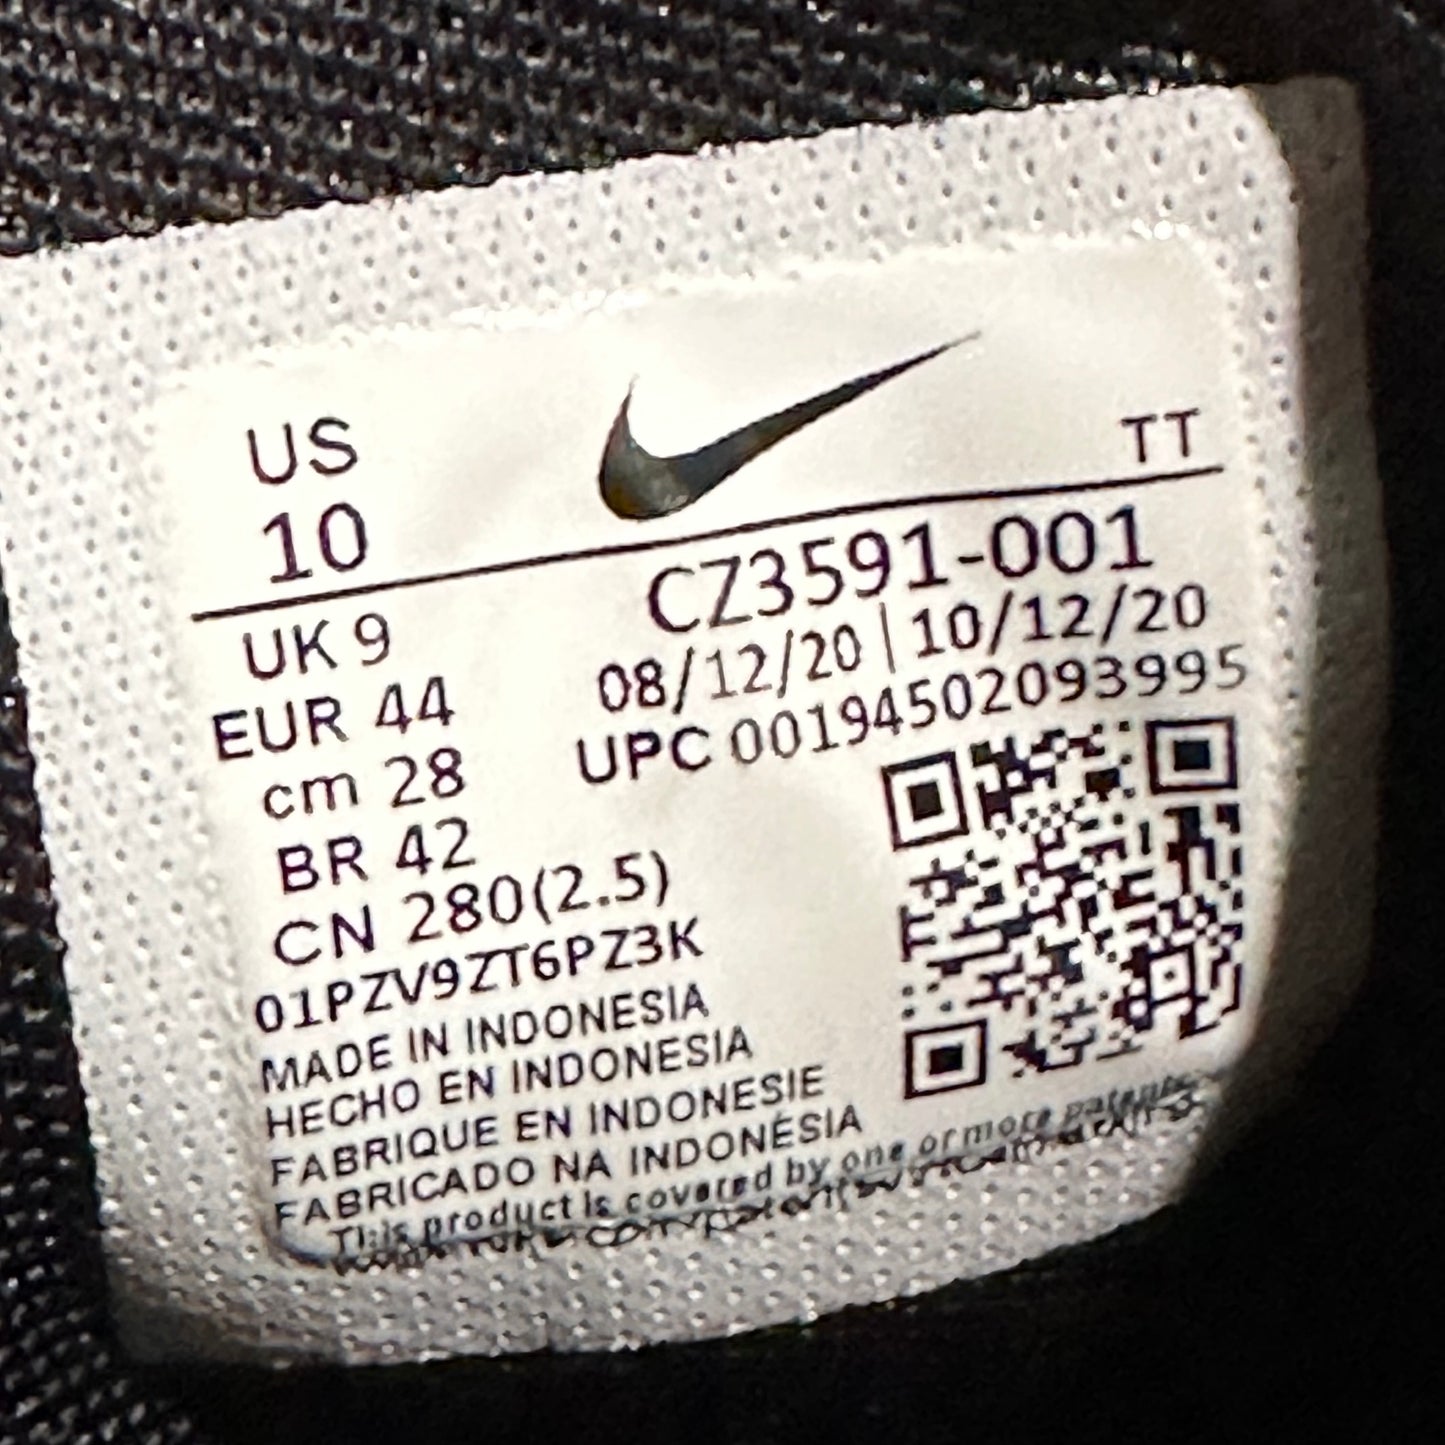 US
10
TT
UK 9
EUR 44
cm 28
BR 42
CN 280(2.5)
01PZV9ZT6PZ3K
CZ3591-001
08/12/20 | 10/12/20
UPC 00194502093995
MADE IN INDONESIA
HECHO EN INDONESIA
FABRIQUE EN INDONESIE
FABRICADO NA INDONÉSIA
This product is covered by one or more patents